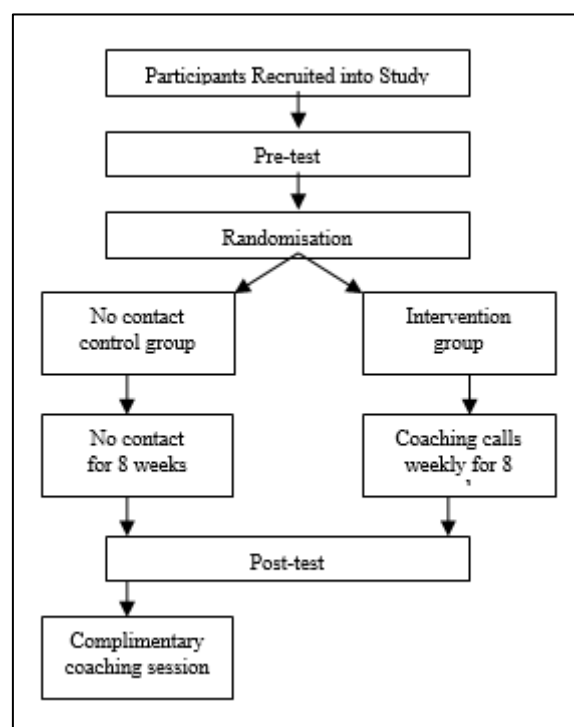 Participants Recruited into Study
Pre-test
Randomisation
No contact
control group
Intervention
group
No contact
for 8 weeks
Coaching calls
weekly for 8
Post-test
Complimentary
coaching session